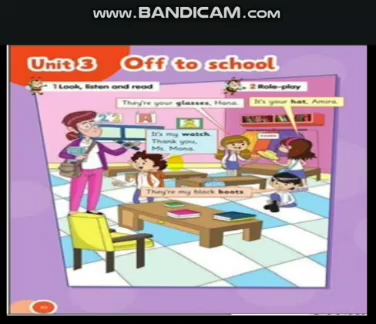 www.BANDICAM.com
Unit 3 Off to school
1 Look, listen and read
2 Role-play
They're your glasses, Hana.
It's your hat, Amira.
It's my watch.
Thank you,
Ms. Mona.
They're my black boots